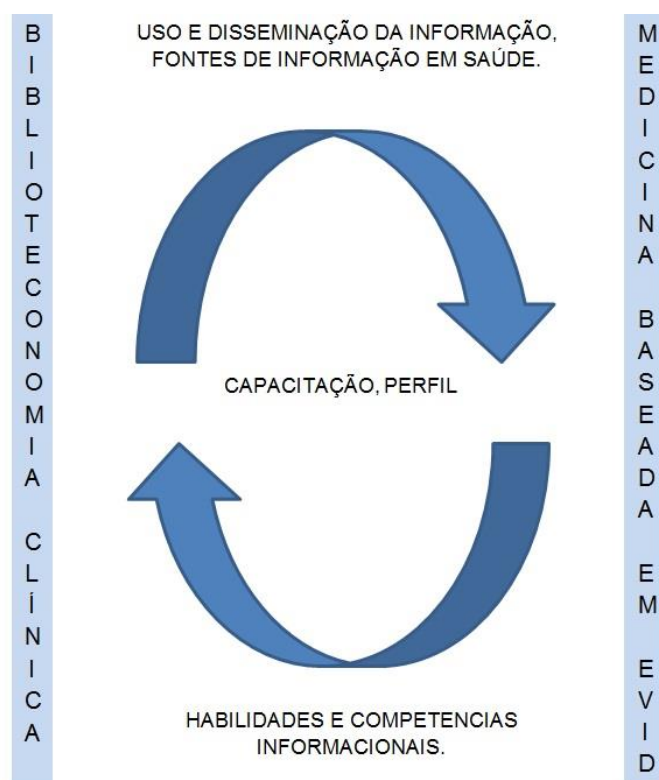 BIBLIOTECONOMIA CLÍNICA
USO E DISSEMINAÇÃO DA INFORMAÇÃO,
FONTES DE INFORMAÇÃO EM SAÚDE.
CAPACITAÇÃO, PERFIL
HABILIDADES E COMPETENCIAS
INFORMACIONAIS.
MEDICINA BASEADA EM EVID